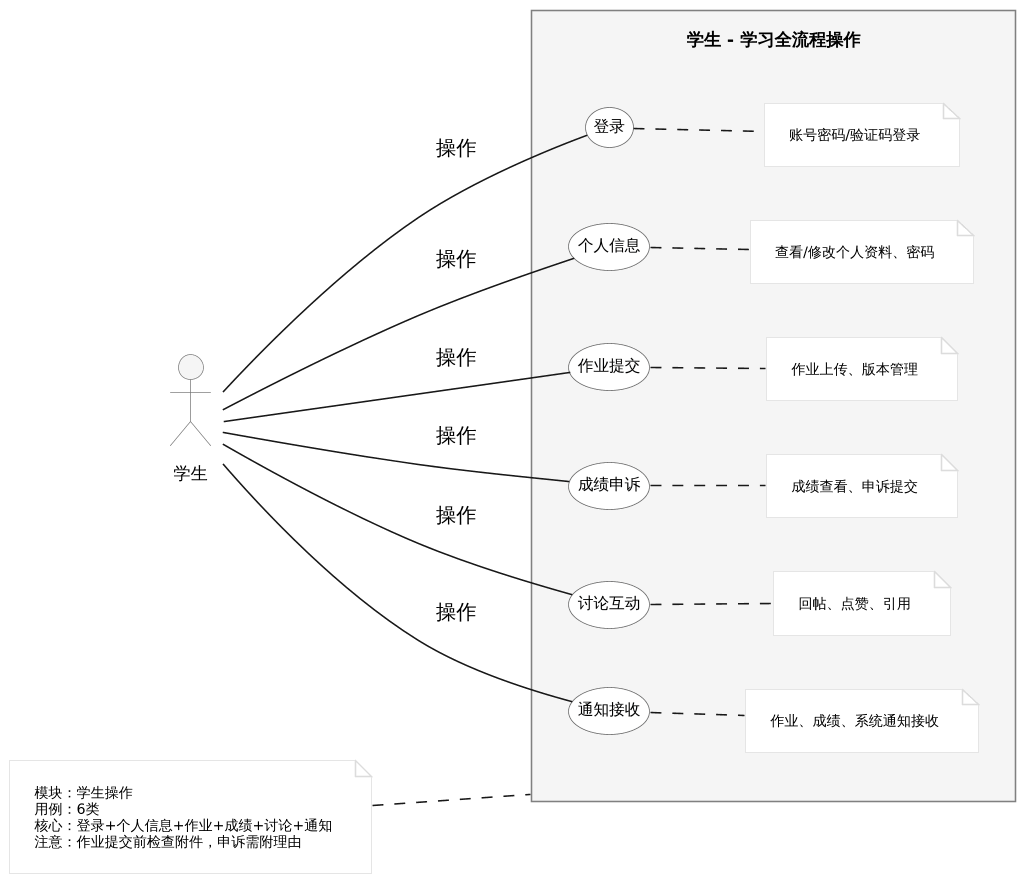 学生 - 学习全流程操作
操作
登录
账号密码/验证码登录
操作
个人信息
查看/修改个人资料、密码
操作
作业提交
作业上传、版本管理
操作
成绩申诉
成绩查看、申诉提交
学生
操作
讨论互动
回帖、点赞、引用
操作
通知接收
作业、成绩、系统通知接收
模块：学生操作
用例：6类
核心：登录+个人信息+作业+成绩+讨论+通知
注意：作业提交前检查附件，申诉需附理由